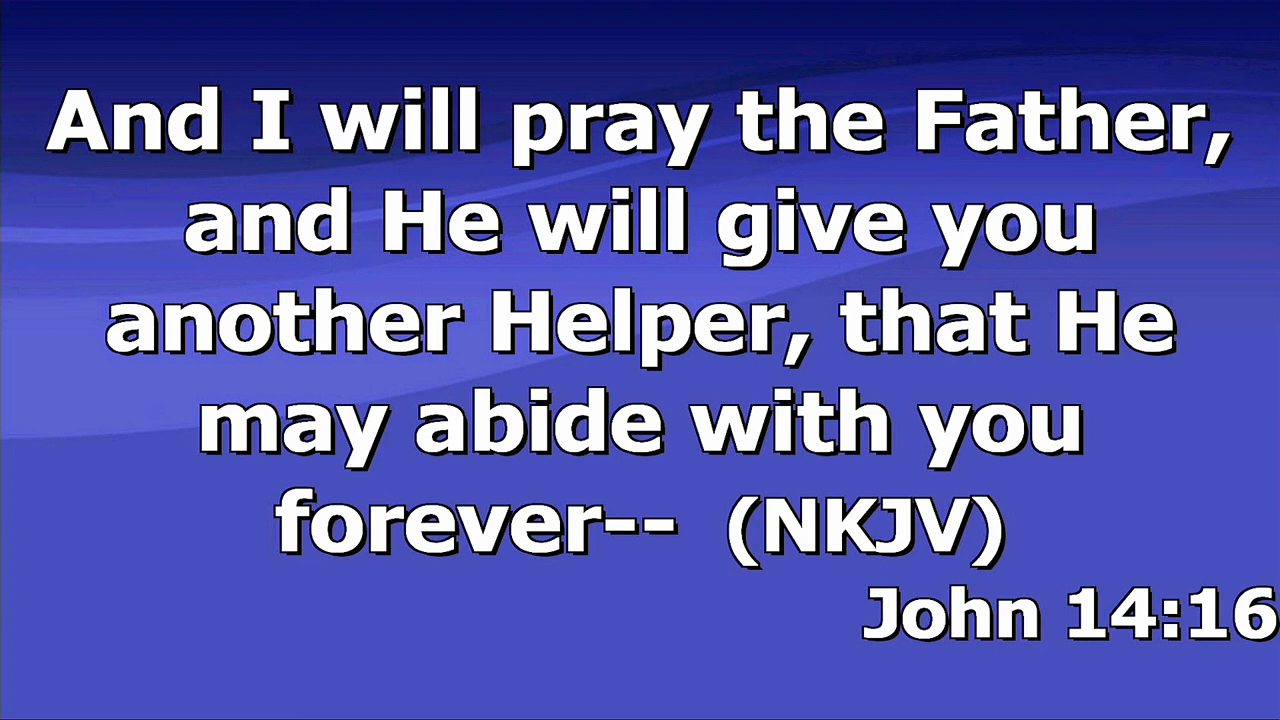 And I will pray the Father,
and He will give you
another Helper, that He
may abide with you
forever-- (NKJV)
John 14:16